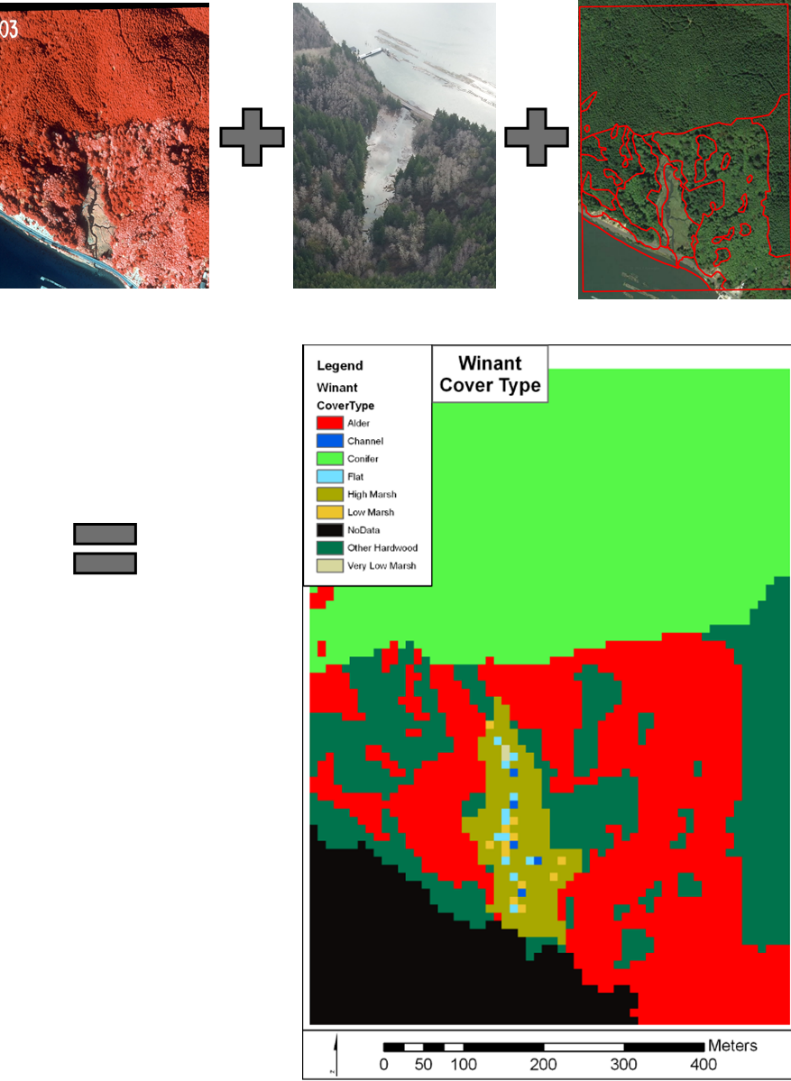 03
Legend
Winant
CoverType
Alder
Channel
Conifer
Flat
High Marsh
Low Marsh
NoData
Other Hardwood
Very Low Marsh
Winant
Cover Type
Meters
0 50 100 200 300 400
z